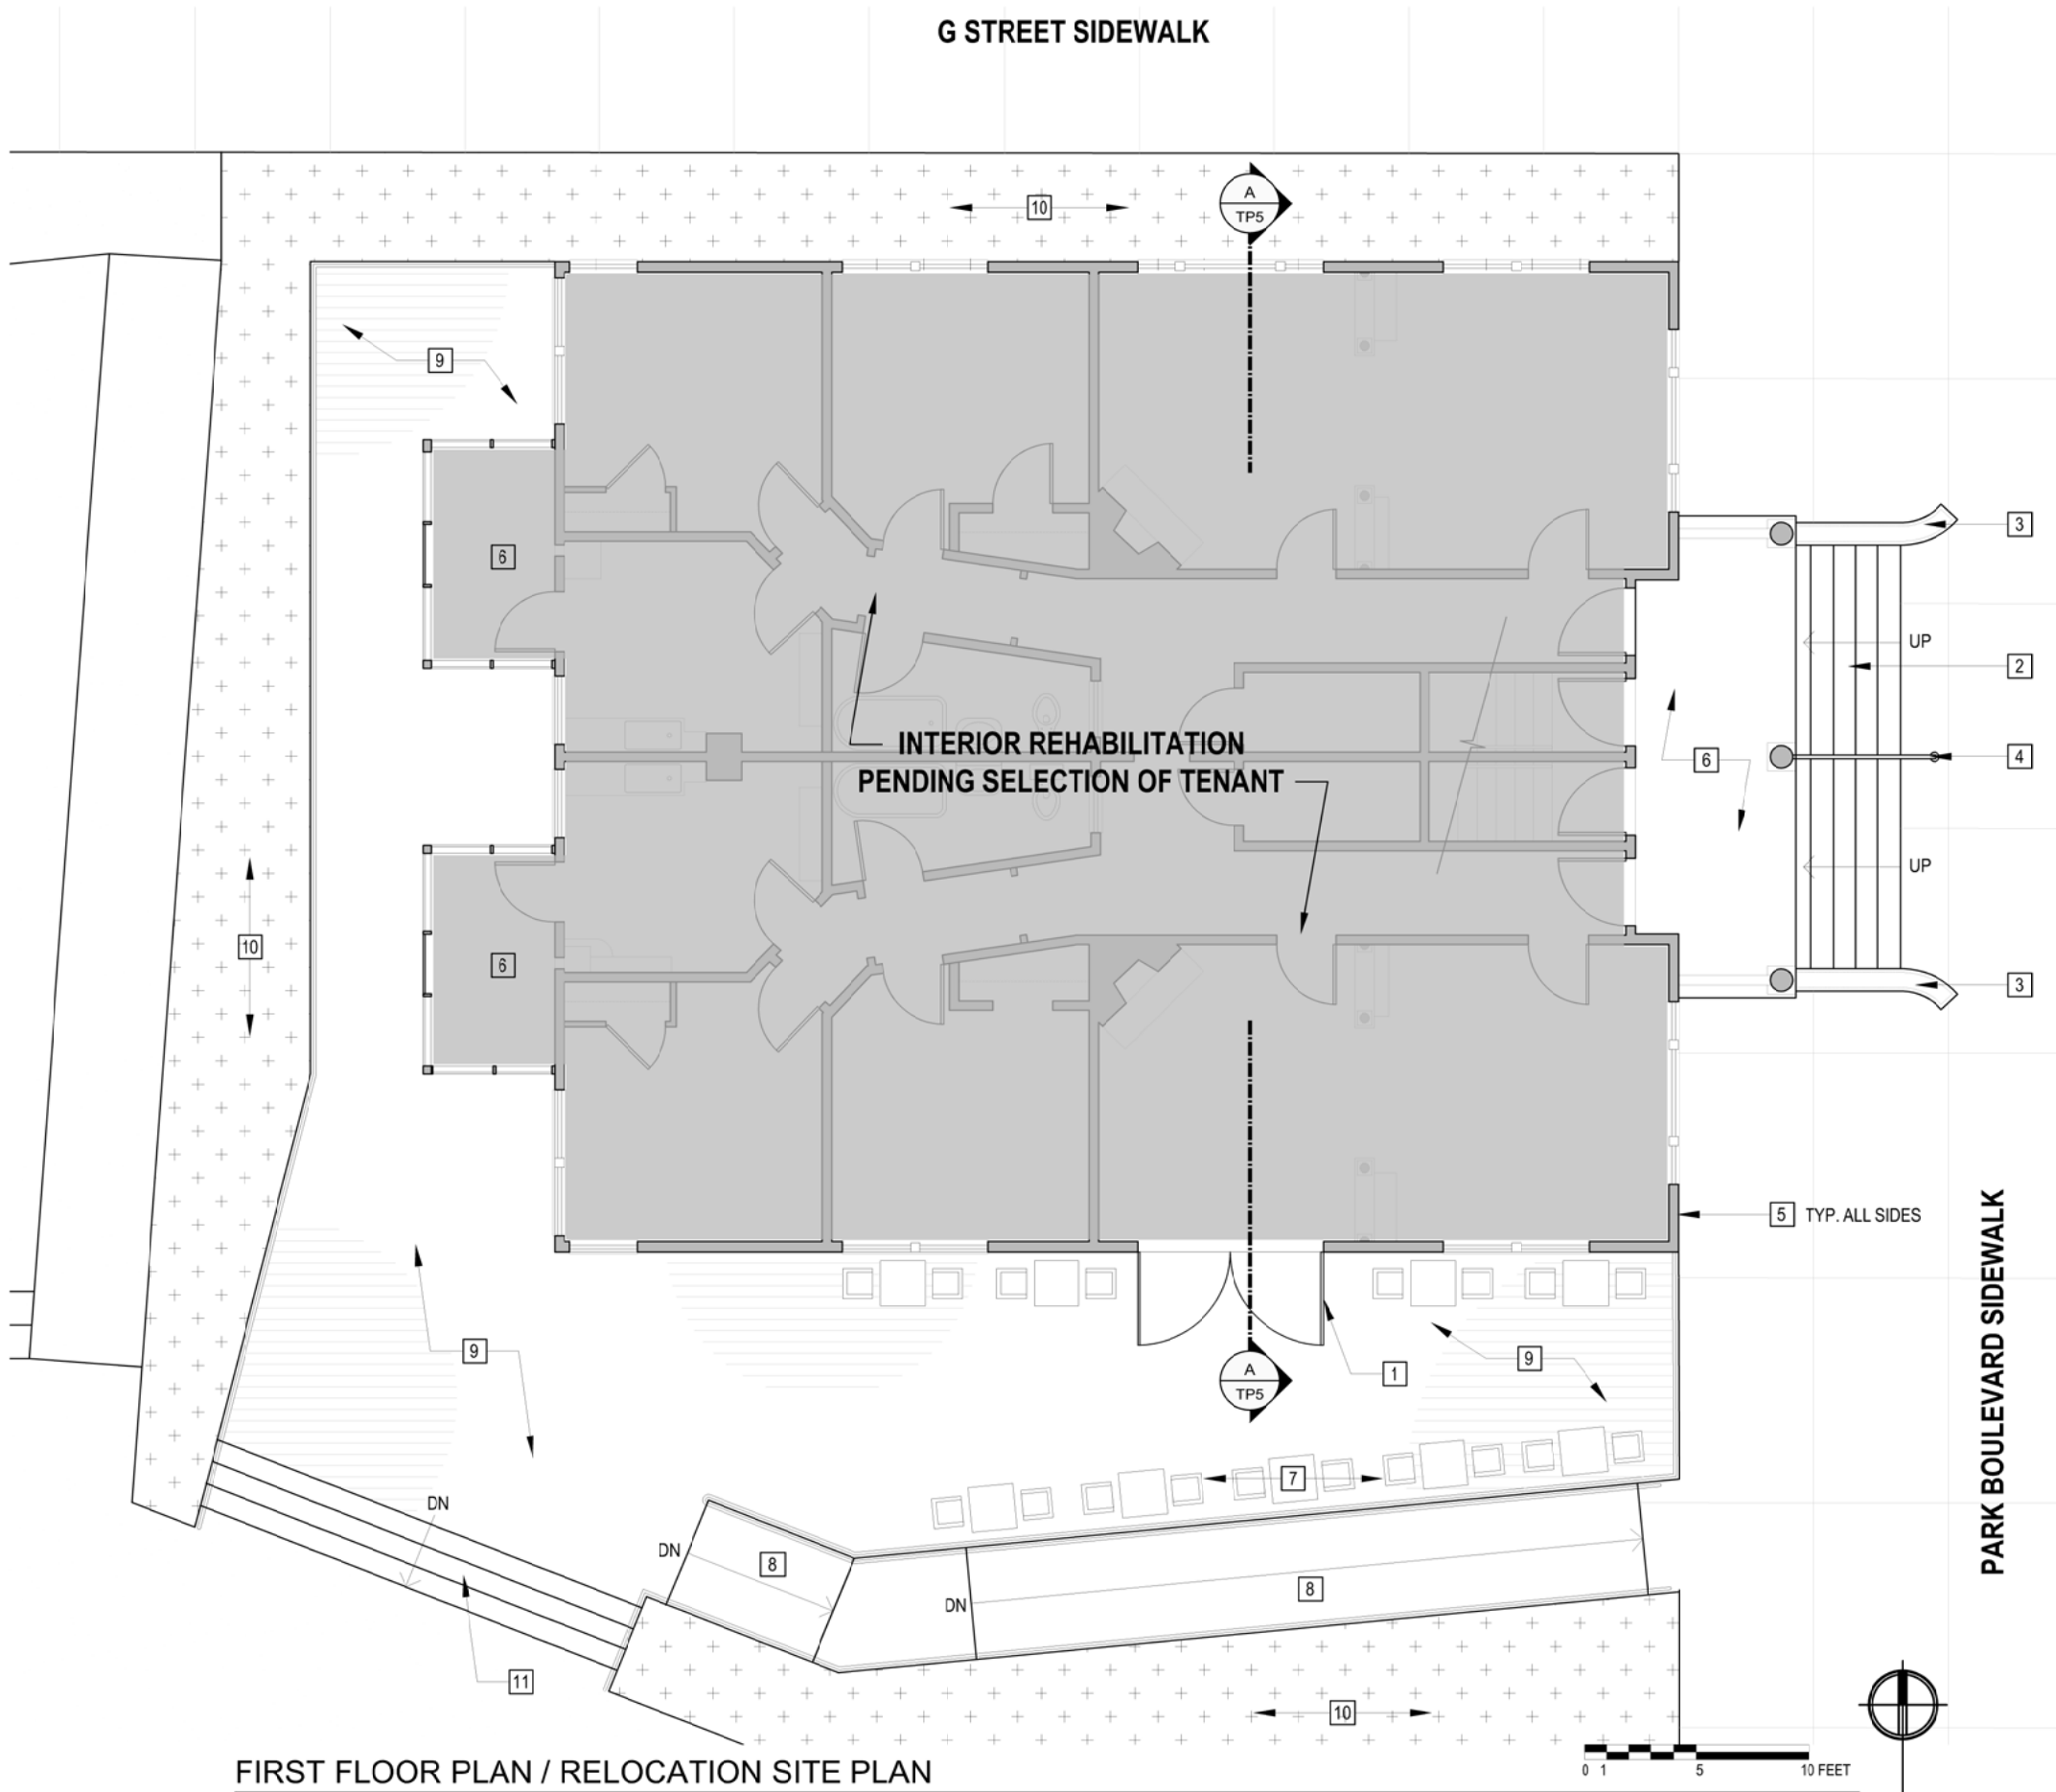 G STREET SIDEWALK
10
A
TP5
9
3
6
UP
2
INTERIOR REHABILITATION
PENDING SELECTION OF TENANT
6
4
UP
10
6
3
5 TYP. ALL SIDES
PARK BOULEVARD SIDEWALK
9
9
1
A
TP5
7
DN
DN
8
8
DN
11
10
FIRST FLOOR PLAN / RELOCATION SITE PLAN
0 1 5 10 FEET